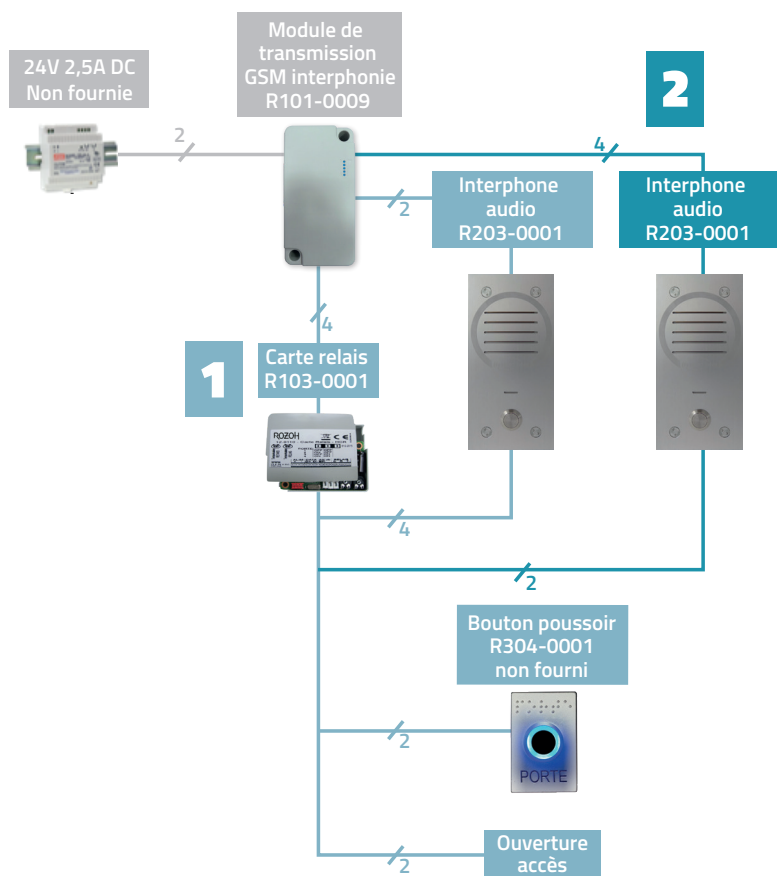 24V 2,5A DC
Non fournie
Module de
transmission
GSM interphonie
R101-0009
2
2
4
2
Interphone
audio
R203-0001
Interphone
audio
R203-0001
4
1
Carte relais
R103-0001
ROZOH
4
2
Bouton poussoir
R304-0001
non fourni
2
PORTE
2
Ouverture
accès